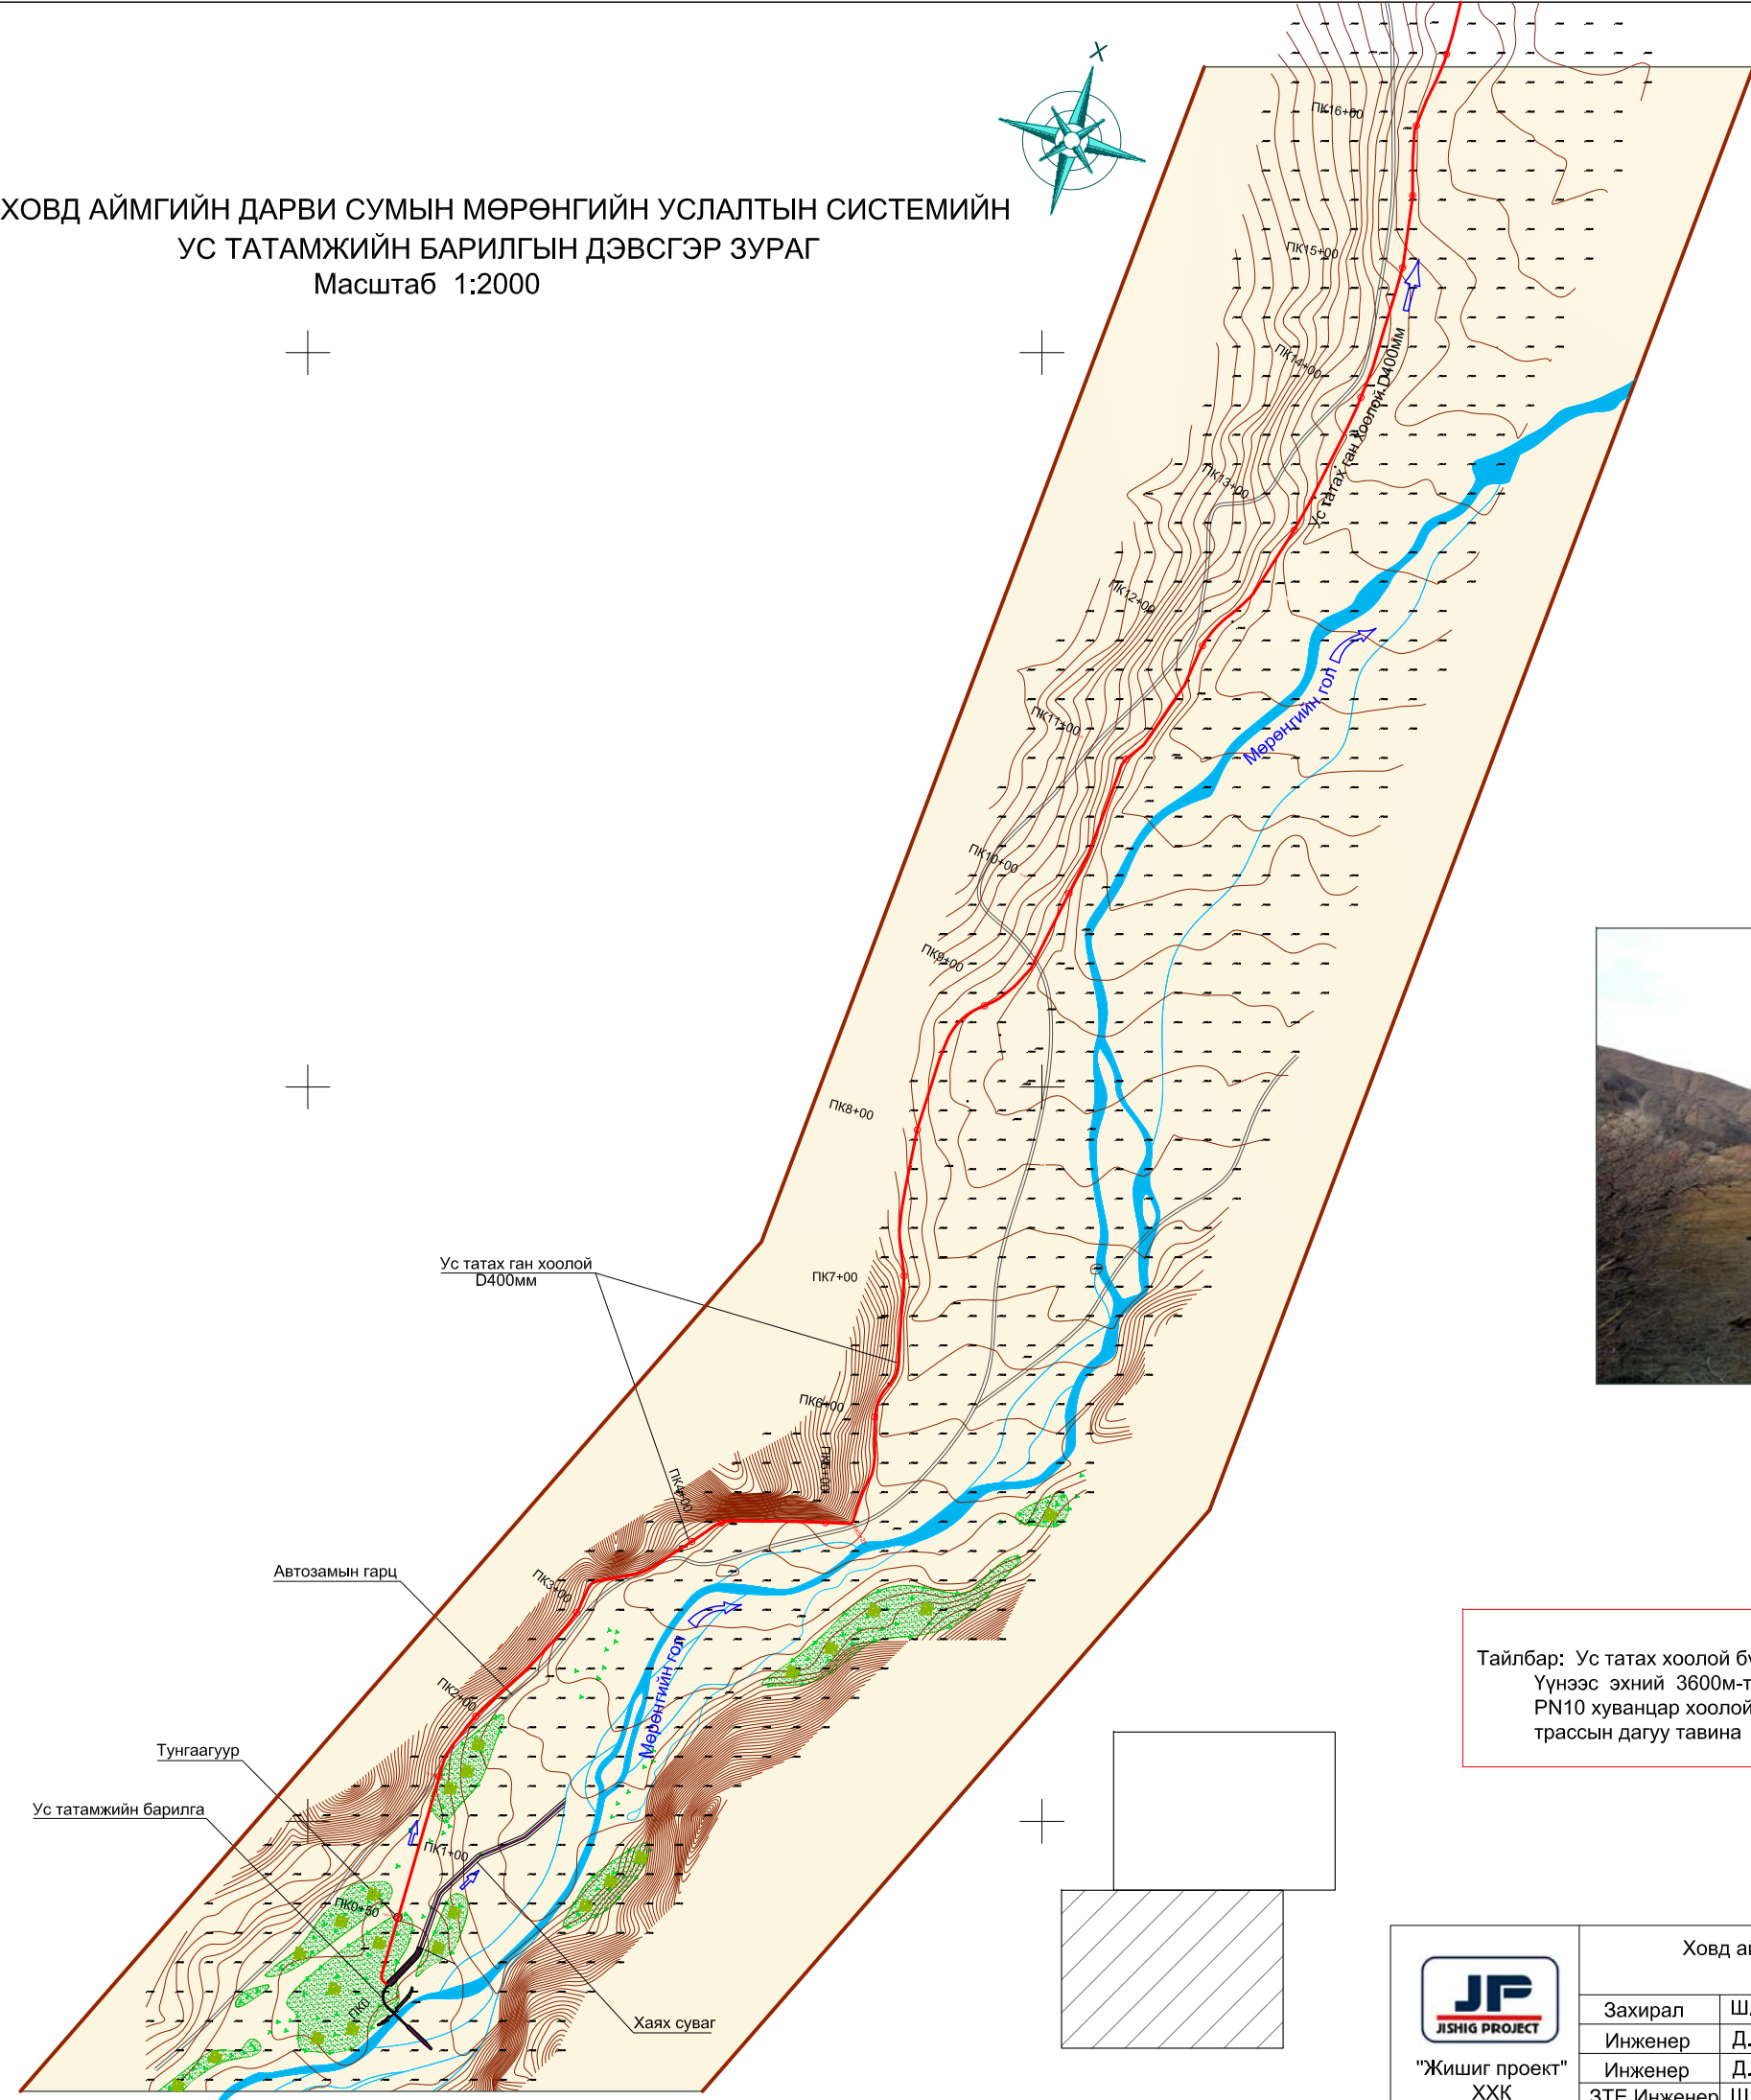 X
ХОВД АЙМГИЙН ДАРВИ СУМЫН МӨРӨНГИЙН УСЛАЛТЫН СИСТЕМИЙН
УС ТАТАМЖИЙН БАРИЛГЫН ДЭВСГЭР ЗУРАГ
Масштаб 1:2000
ПК16+00
ПК15+00
ПК14+00
Ус татах ган хоолой D400мм
ПК13+00
ПК12+00
Мөрөнгийн гол
ПК11+00
ПК10+00
ПК9+00
ПК8+00
Ус татах ган хоолой
D400мм
ПК7+00
ПК6+00
ПК5+00
ПК4+00
Автозамын гарц
ПК3+00
Мөрөнгийн гол
ПК2+00
Тунгаагуур
Ус татамжийн барилга
ПК1+00
ПК0+50
ПК0
Хаях суваг
Тайлбар: Ус татах хоолой
Үүнээс эхний 3600м-т
PN10 хуванцар хоолой
трассын дагуу тавина
JP
JISHIG PROJECT
"Жишиг проект"
ХХК
Ховд
Захирал Ш.
Инженер Д.
Инженер Д.
ЗТЕ Инженер Ш.